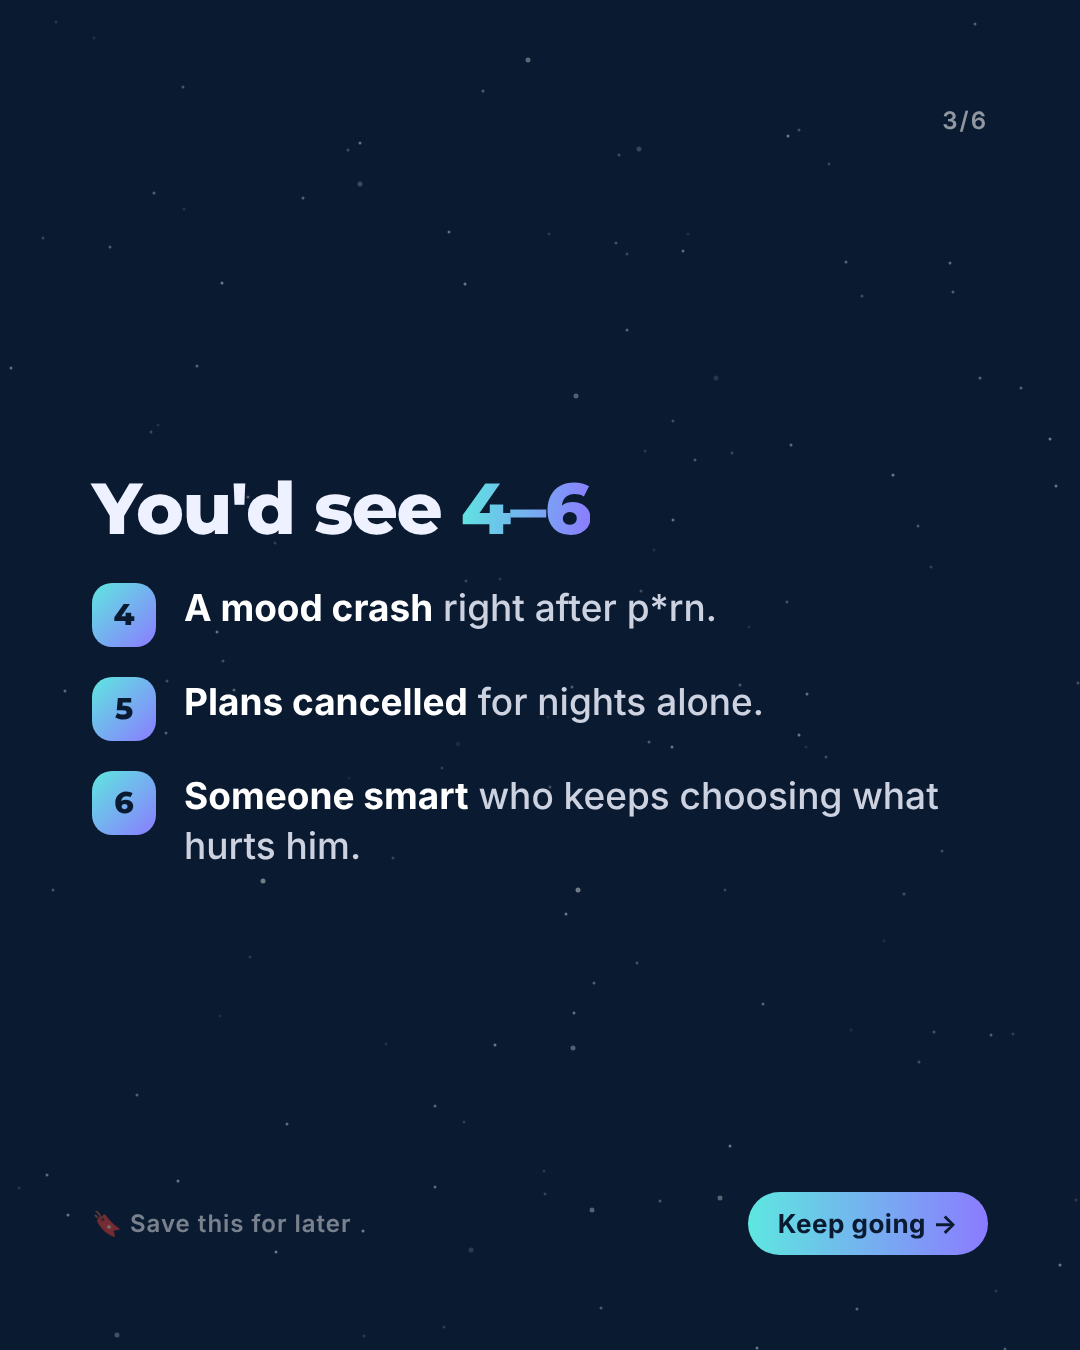 3/6
You'd see 4–6
4 A mood crash right after p*rn.
5 Plans cancelled for nights alone.
6 Someone smart who keeps choosing what
hurts him.
🔖 Save this for later
Keep going →